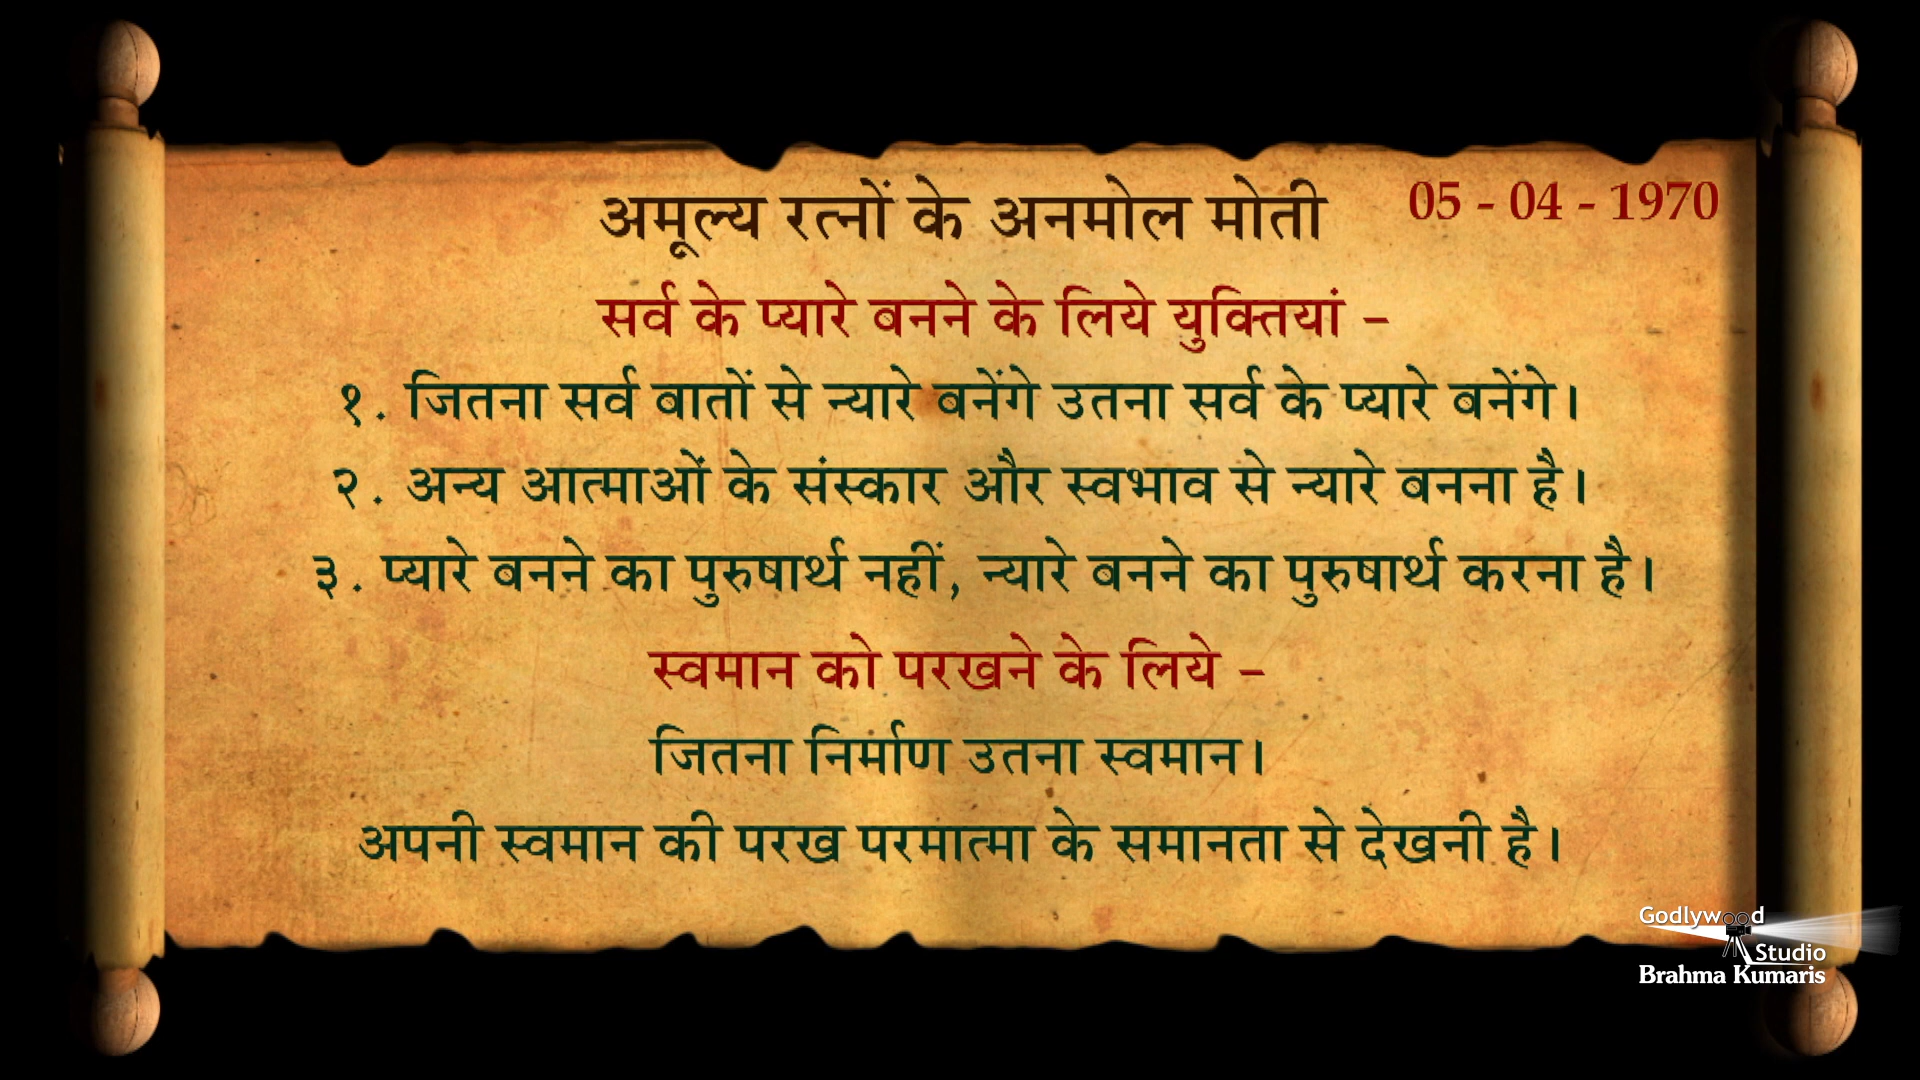 अमूल्य रत्नों के अनमोल मोती
05 - 04 - 1970
सर्व के प्यारे बनने के लिये युक्तियां –
१. जितना सर्व बातों से न्यारे बनेंगे उतना सर्व के प्यारे बनेंगे।
२. अन्य आत्माओं के संस्कार और स्वभाव से न्यारे बनना है।
३. प्यारे बनने का पुरुषार्थ नहीं, न्यारे बनने का पुरुषार्थ करना है।
स्वमान को परखने के लिये –
जितना निर्माण उतना स्वमान।
अपनी स्वमान की परख परमात्मा के समानता से देखनी है।
Godlywood
Studio
Brahma Kumaris